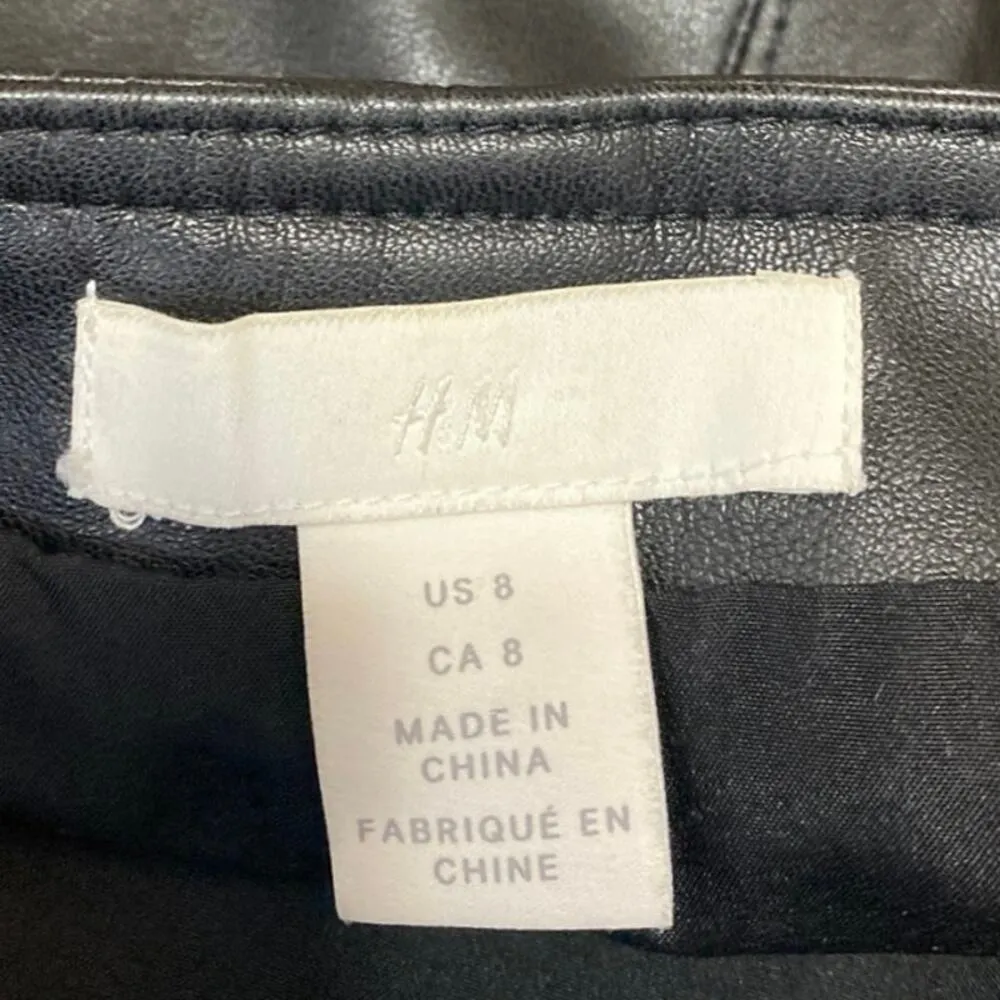 H&M
US 8
CA 8
MADE IN
CHINA
FABRIQUÉ EN
CHINE